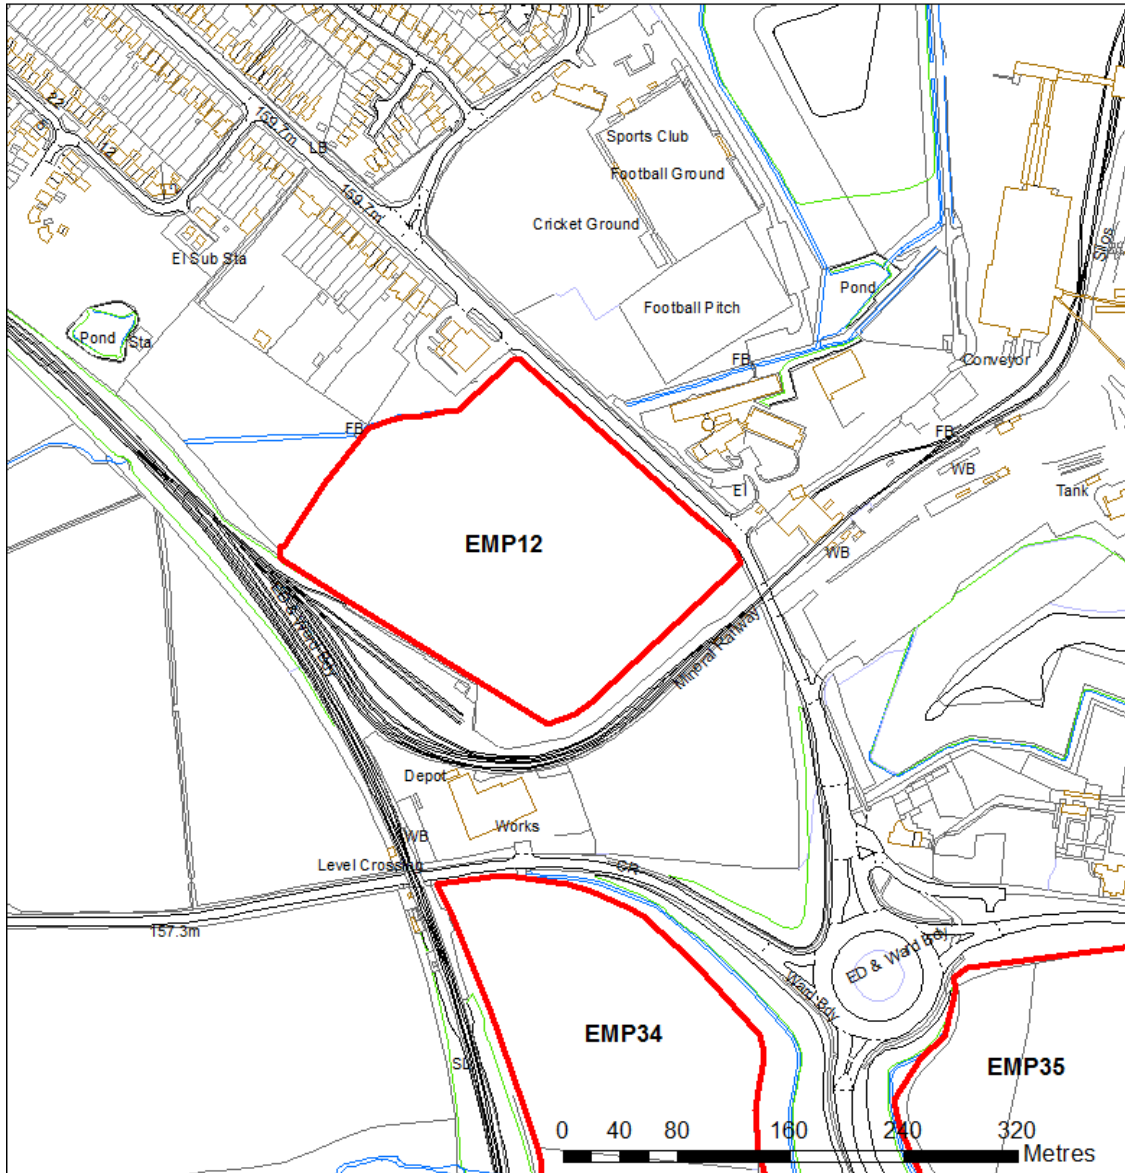 22
12
159.7m
LB
159.7m
El Sub Sta
Pond
Sta
Sports Club
Football Ground
Cricket Ground
Football Pitch
Pond
Silos
FB
Conveyor
FB
FB
WB
El
Tank
WB
EMP12
Mineral Railway
Depot
Works
WB
Level Crossing
CR
157.3m
ED & Ward Bdy
Ward Bdy
EMP34
SL
EMP35
0 40 80 160 240 320
Metres